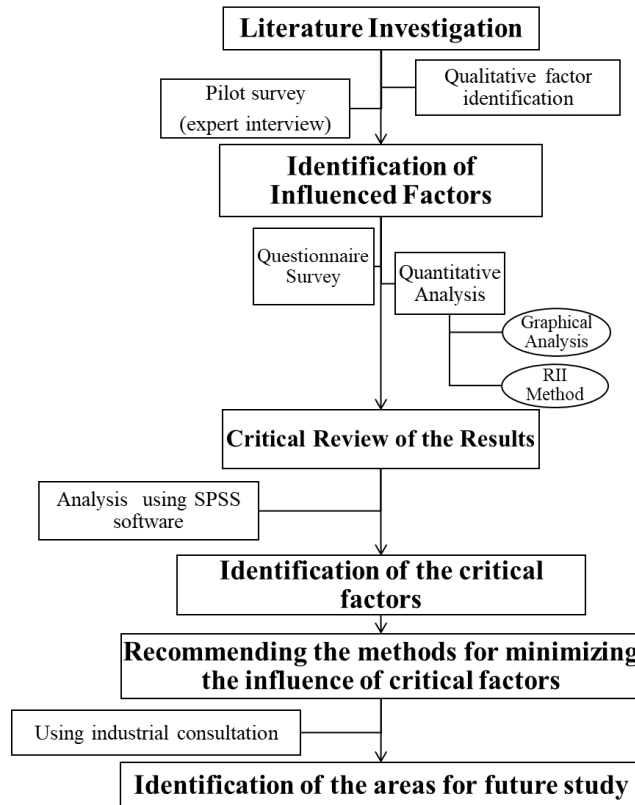 Literature Investigation
Pilot survey
(expert interview)
Qualitative factor
identification
Identification of
Influenced Factors
Questionnaire
Survey
Quantitative
Analysis
Graphical
Analysis
RII
Method
Critical Review of the Results
Analysis using SPSS
software
Identification of the critical
factors
Recommending the methods for minimizing
the influence of critical factors
Using industrial consultation
Identification of the areas for future study